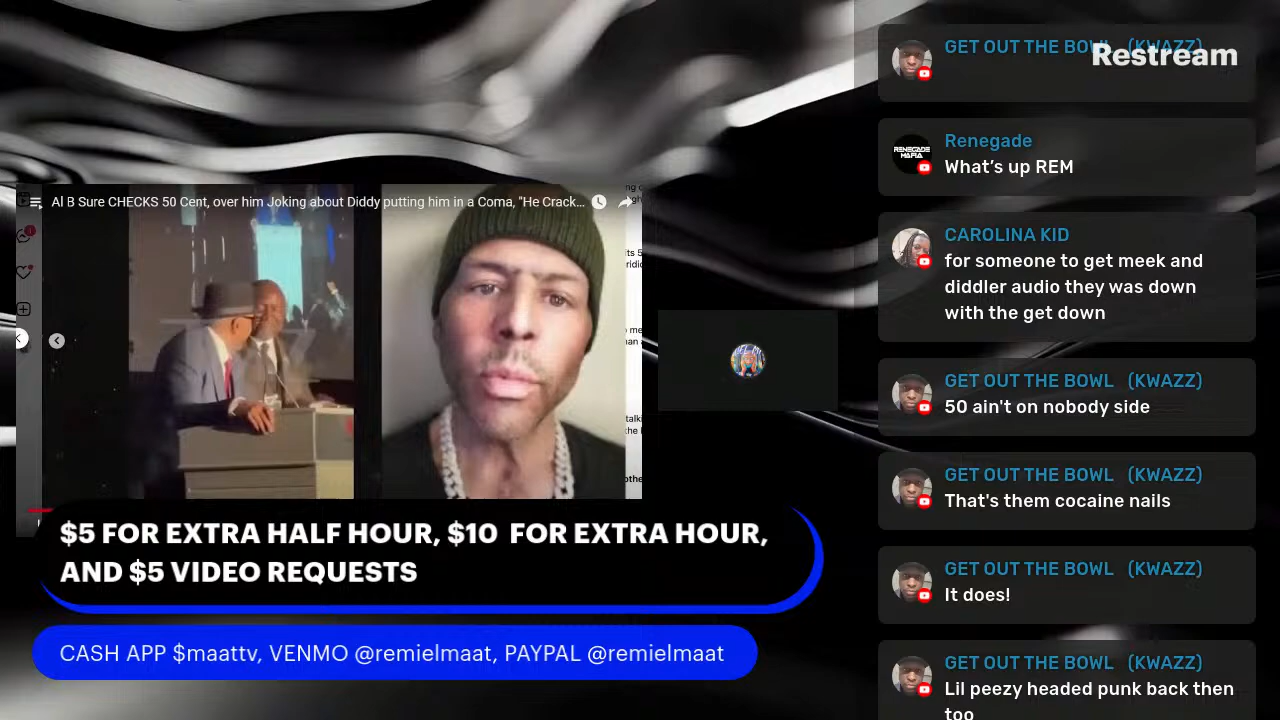 Al B Sure CHECKS 50 Cent, over him Joking about Diddy putting him in a Coma, "He Crack...
$5 FOR EXTRA HALF HOUR, $10 FOR EXTRA HOUR,
AND $5 VIDEO REQUESTS
CASH APP $maattv, VENMO @remielmaat, PAYPAL @remielmaat
Restream
GET OUT THE BOWL (KWAZZ)
RENEGADE
MAFIA
Renegade
What's up REM
CAROLINA KID
for someone to get meek and
diddler audio they was down
with the get down
GET OUT THE BOWL (KWAZZ)
50 ain't on nobody side
GET OUT THE BOWL (KWAZZ)
That's them cocaine nails
GET OUT THE BOWL (KWAZZ)
It does!
GET OUT THE BOWL (KWAZZ)
Lil peezy headed punk back then
too